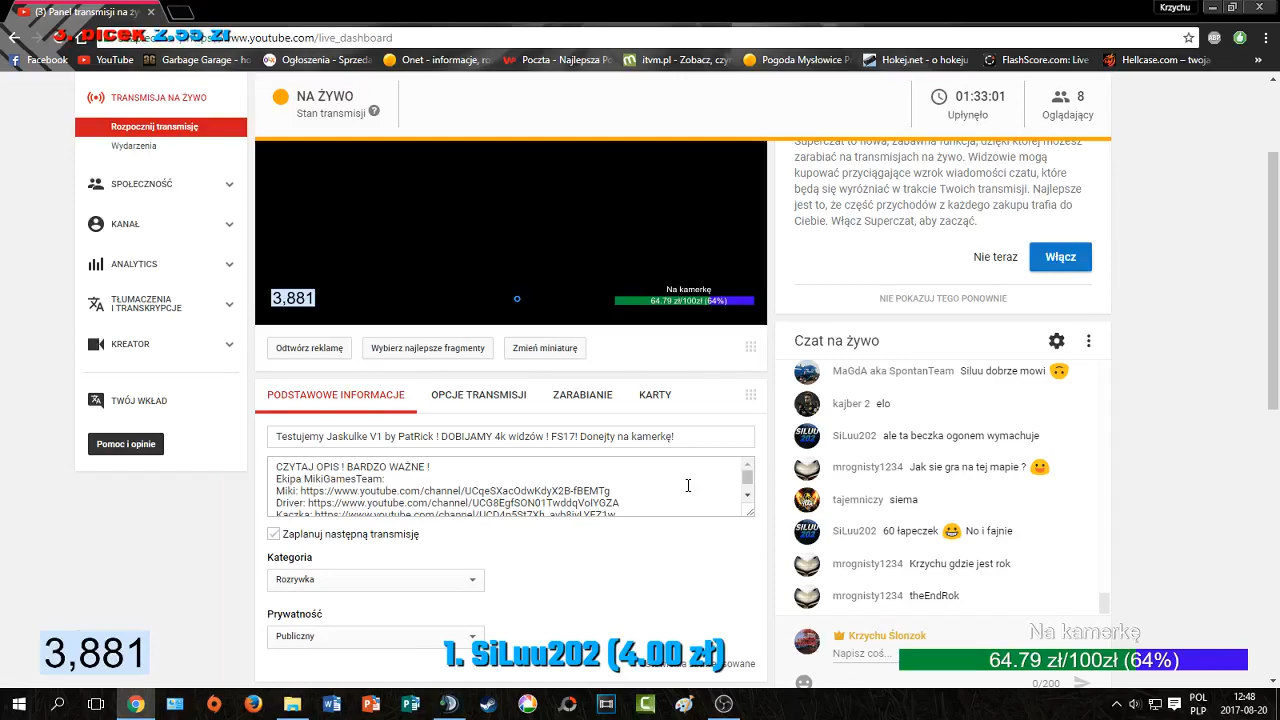 (3) Panel transmisji na ży
Krzychu
3. picek 2.55 zł
www.youtube.com/live_dashboard
Facebook
YouTube
Garbage Garage - ho
Ogłoszenia - Sprzeda
Onet - informacje, ro
Poczta - Najlepsza Po
itvm.pl - Zobacz, czy
Pogoda Mysłowice P
Hokej.net - o hokeju
FlashScore.com: Live
Hellcase.com – twoja
»
TRANSMISJA NA ŻYWO
Rozpocznij transmisję
Wydarzenia
SPOŁECZNOŚĆ
KANAŁ
ANALYTICS
TŁUMACZENIA
I TRANSKRYPCJE
KREATOR
TWÓJ WKŁAD
Pomoc i opinie
NA ŻYWO
Stan transmisji ?
01:33:01
Upłynęło
8
Oglądający
3,881
Na kamerkę
64.79 zł/100zł (64%)
Odtwórz reklamę
Wybierz najlepsze fragmenty
Zmień miniaturę
PODSTAWOWE INFORMACJE
OPCJE TRANSMISJI
ZARABIANIE
KARTY
Testujemy Jaskulke V1 by PatRick ! DOBIJAMY 4k widzów ! FS17! Donejty na kamerkę!
CZYTAJ OPIS ! BARDZO WAŻNE !
Ekipa MikiGamesTeam:
Miki: https://www.youtube.com/channel/UCqeSXacOdwKdyX2B-fBEMTg
Driver: https://www.youtube.com/channel/UCG8EgfSON01TwddqVoIYGZA
Zaplanuj następną transmisję
Kategoria
Rozrywka
Prywatność
Publiczny
Superczat to nowa, zabawna funkcja, dzięki której możesz
zarabiać na transmisjach na żywo. Widzowie mogą
kupować przyciągające wzrok wiadomości czatu, które
będą się wyróżniać w trakcie Twoich transmisji. Najlepsze
jest to, że część przychodów z każdego zakupu trafia do
Ciebie. Włącz Superczat, aby zacząć.
Nie teraz
Włącz
NIE POKAZUJ TEGO PONOWNIE
Czat na żywo
MaGdA aka SpontanTeam Siluu dobrze mowi
kajber 2 elo
SiLuu202 ale ta beczka ogonem wymachuje
mrognisty1234 Jak sie gra na tej mapie ?
tajemniczy siema
SiLuu202 60 łapeczek No i fajnie
mrognisty1234 Krzychu gdzie jest rok
mrognisty1234 theEndRok
Krzychu Ślonzok
Napisz coś...
0/200
3,881
1. SiLuu202 (4.00 zł)
Na kamerkę
64.79 zł/100zł (64%)
POL
PLP
12:48
2017-08-20